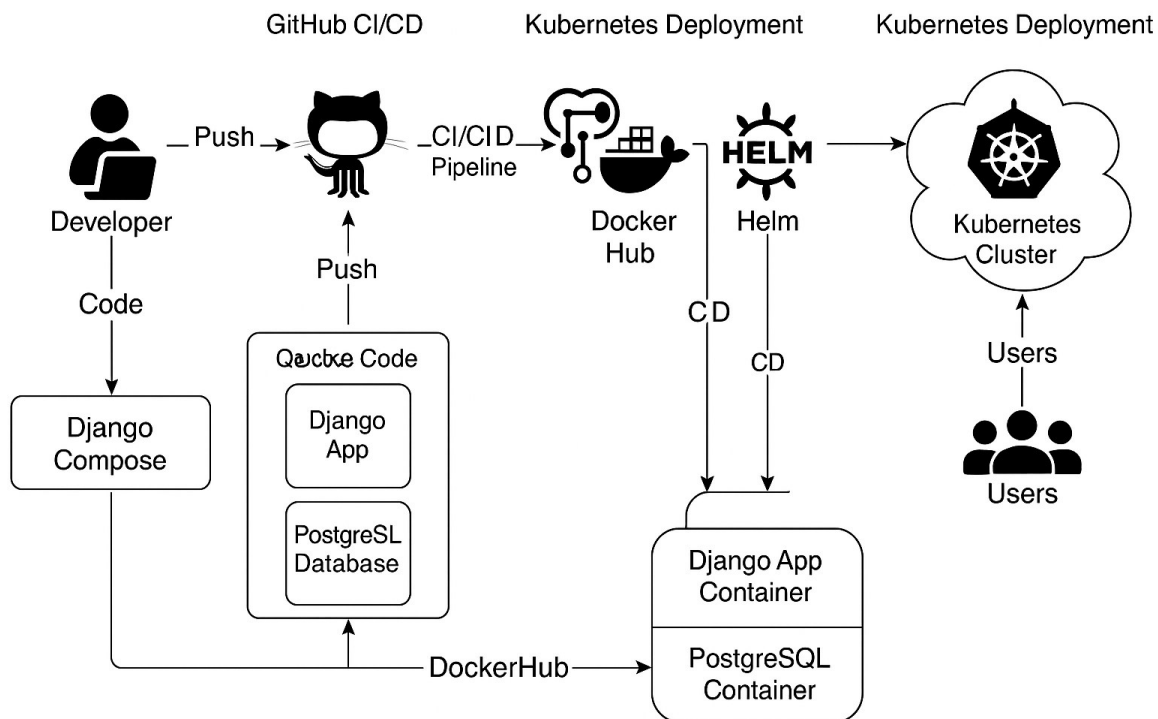 GitHub CI/CD
Kubernetes Deployment
Kubernetes Deployment
Push
CI/CID
Pipeline
HELM
Developer
Docker
Hub
Helm
Kubernetes
Cluster
Code
Push
CD
CD
Users
Code
Django
App
Django
Compose
PostgreSL
Database
Users
Django App
Container
DockerHub
PostgreSQL
Container